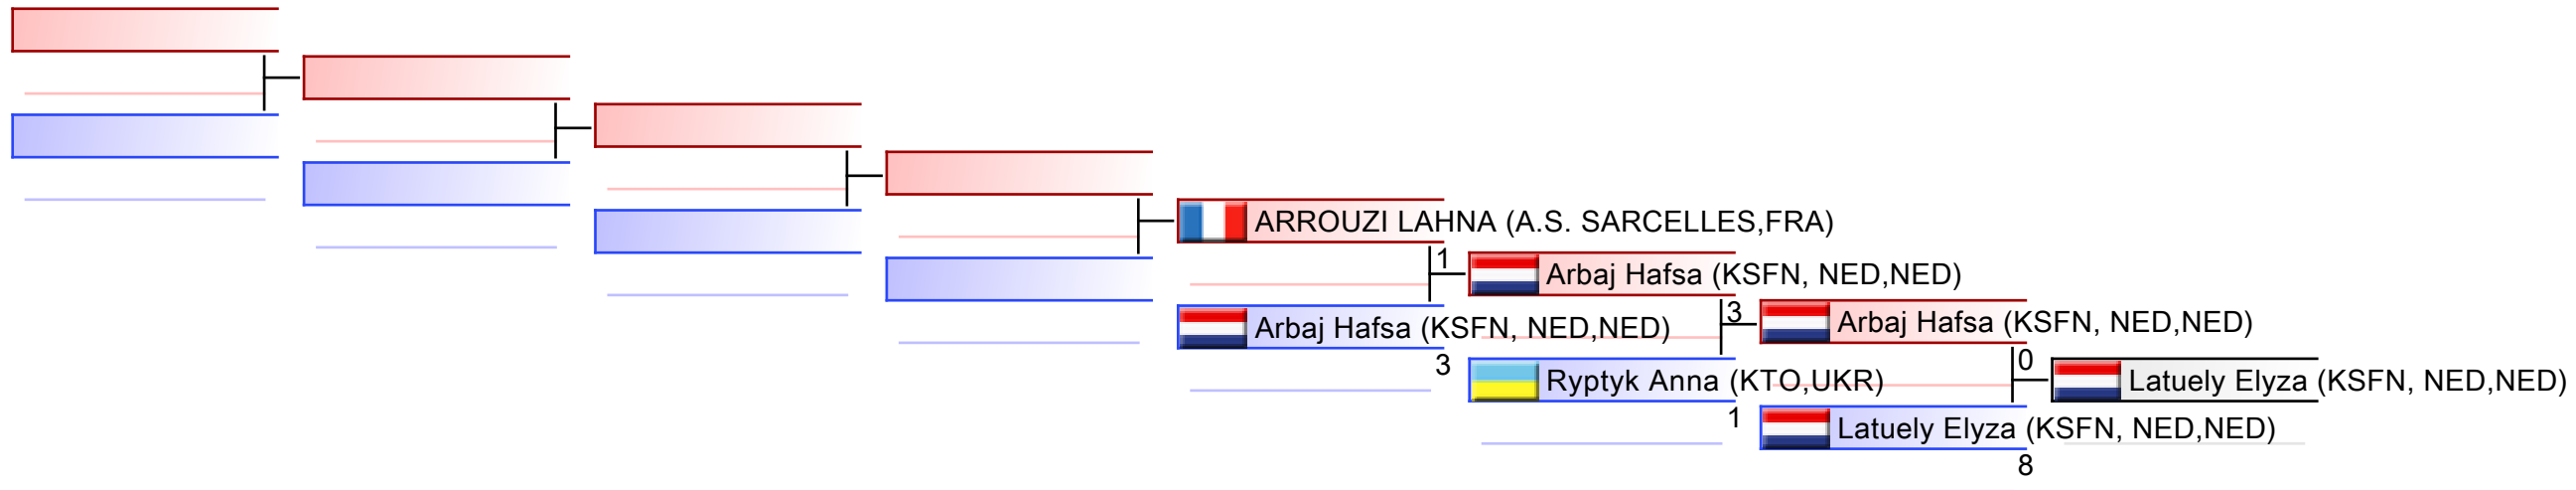 ARROUZI LAHNA (A.S. SARCELLES,FRA)
1
Arbaj Hafsa (KSFN, NED,NED)
Arbaj Hafsa (KSFN, NED,NED)
3
3
Arbaj Hafsa (KSFN, NED,NED)
Ryptyk Anna (KTO,UKR)
1
0
Latuely Elyza (KSFN, NED,NED)
Latuely Elyza (KSFN, NED,NED)
8